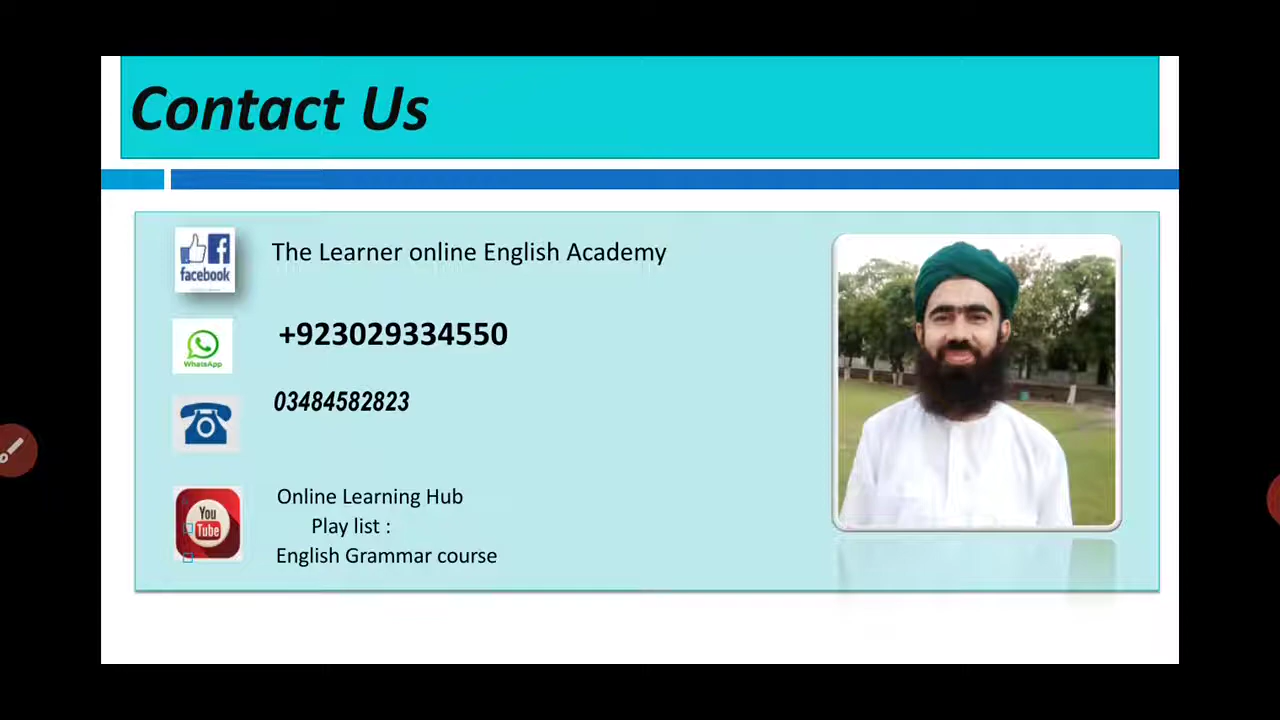 Contact Us
facebook
The Learner online English Academy
WhatsApp
+923029334550
03484582823
You
Tube
Online Learning Hub
Play list :
English Grammar course